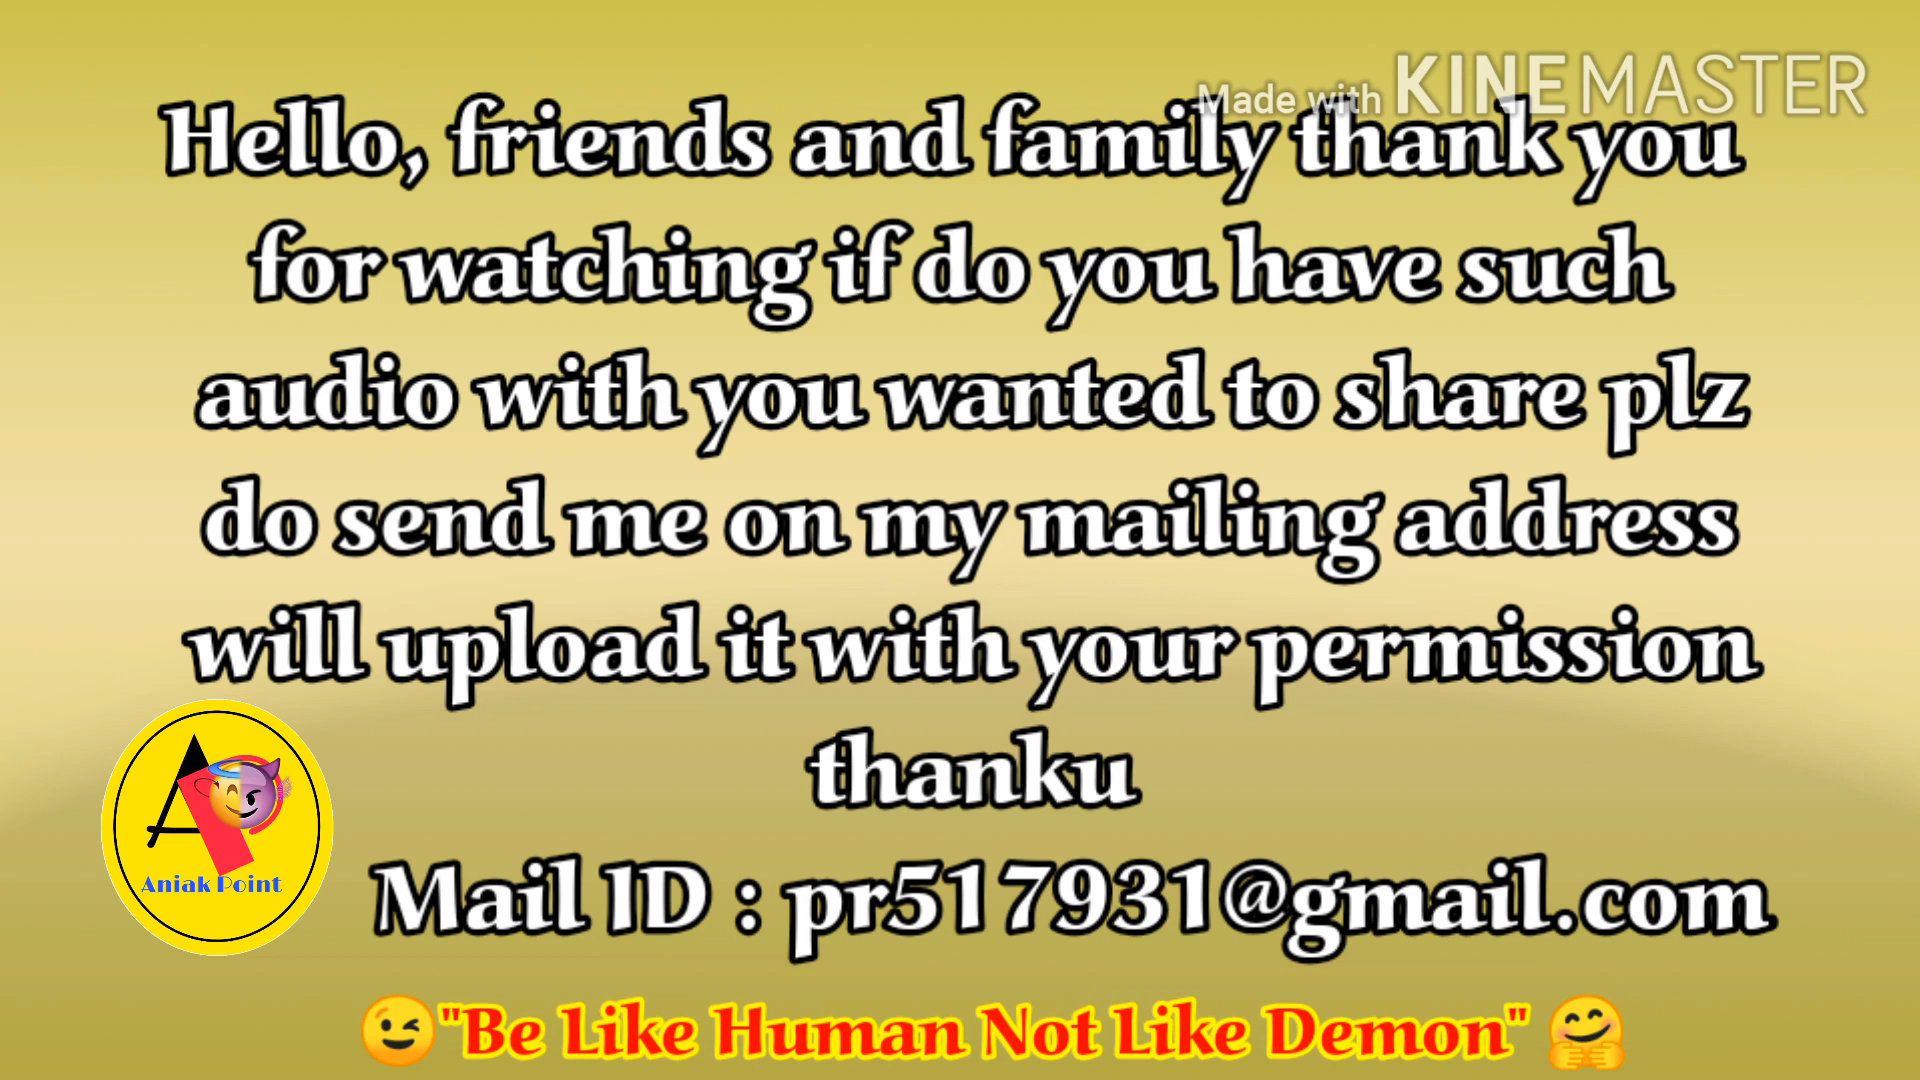 Made with KINEMASTER
Hello, friends and family thank you
for watching if do you have such
audio with you wanted to share plz
do send me on my mailing address
will upload it with your permission
thanku
Aniak Point
Mail ID : pr517931@gmail.com
😉"Be Like Human Not Like Demon" 🤗